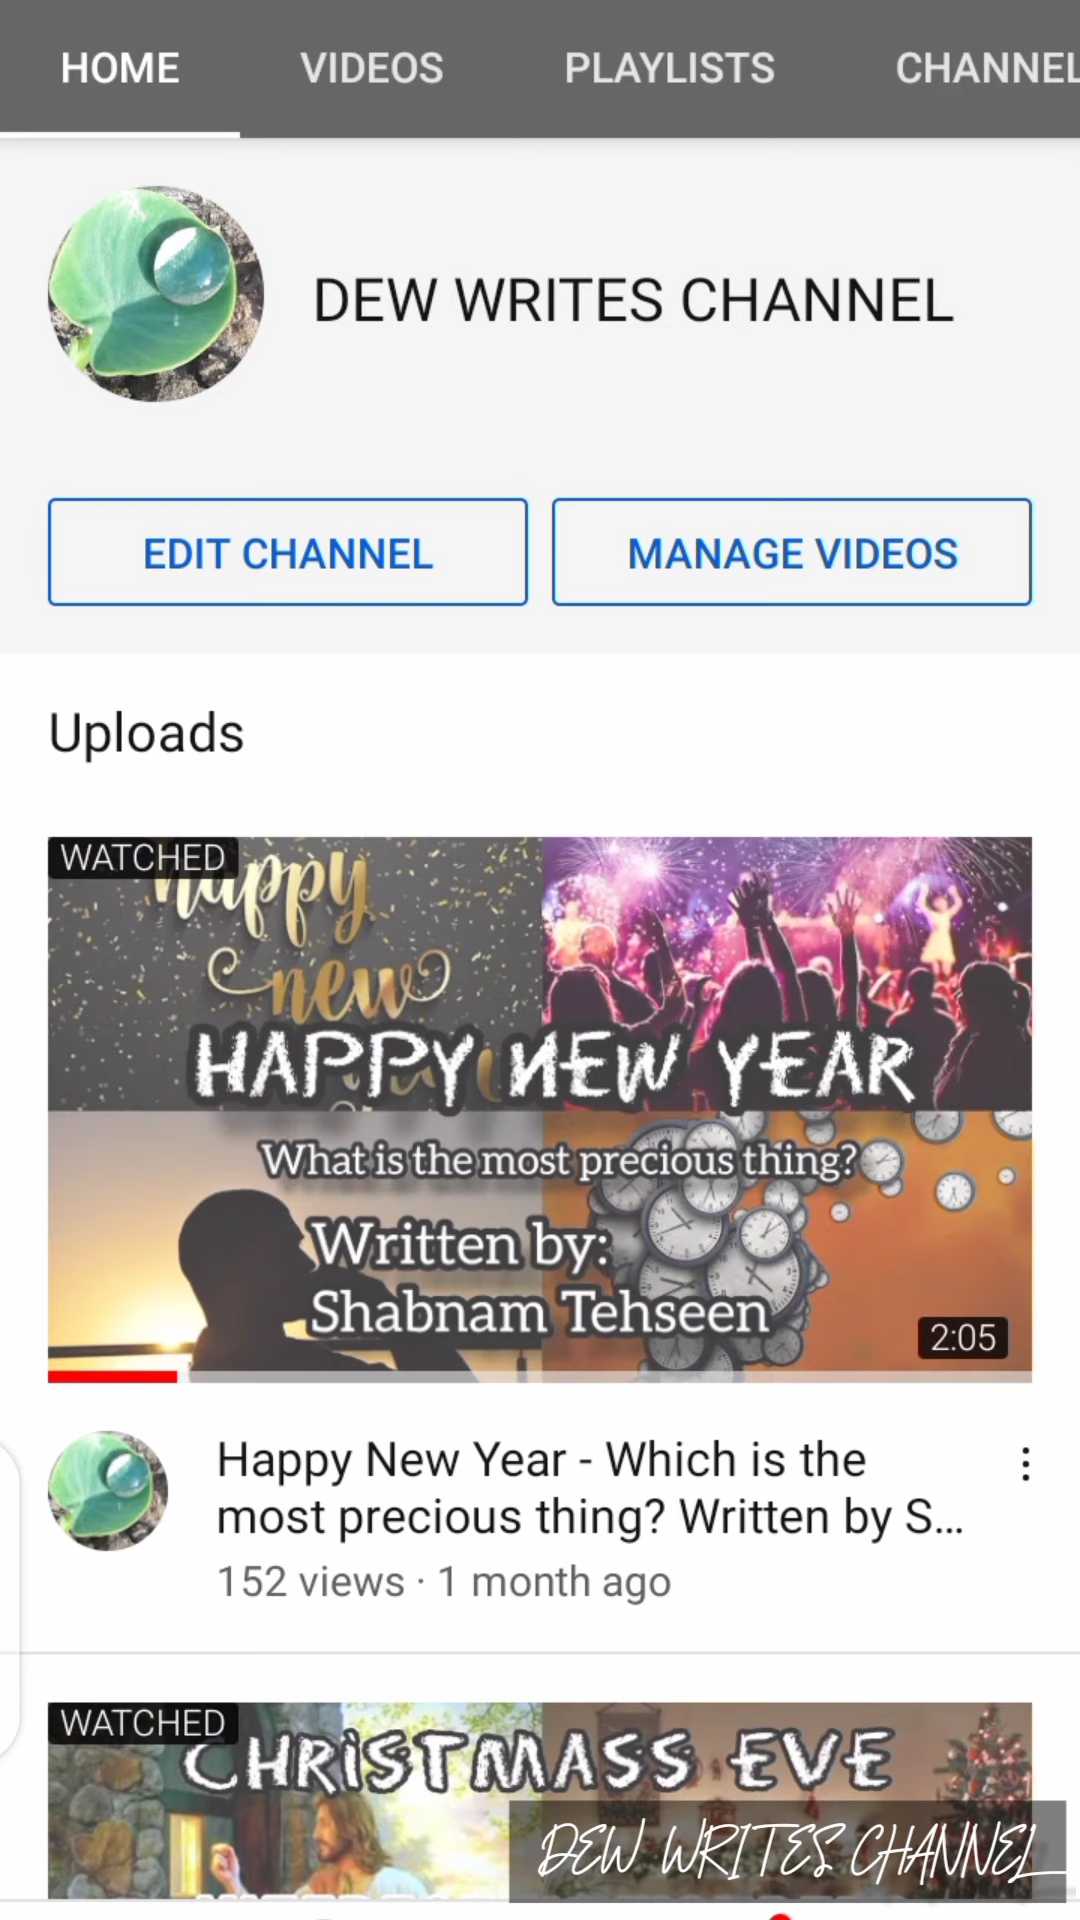 HOME VIDEOS PLAYLISTS CHANNEL
DEW WRITES CHANNEL
EDIT CHANNEL MANAGE VIDEOS
Uploads
WATCHED
happy
new
HAPPY NEW YEAR
What is the most precious thing?
Written by:
Shabnam Tehseen
2:05
Happy New Year - Which is the
most precious thing? Written by S...
152 views · 1 month ago
WATCHED
CHRISTMASS EVE
DEW WRITES CHANNEL